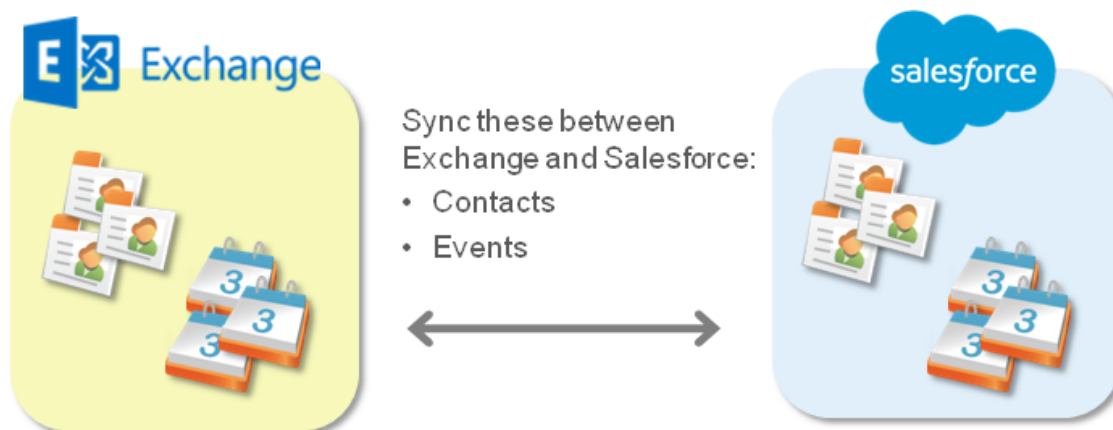 E Exchange
salesforce
Sync these between
Exchange and Salesforce:
• Contacts
• Events
3
3
3
3
3
3